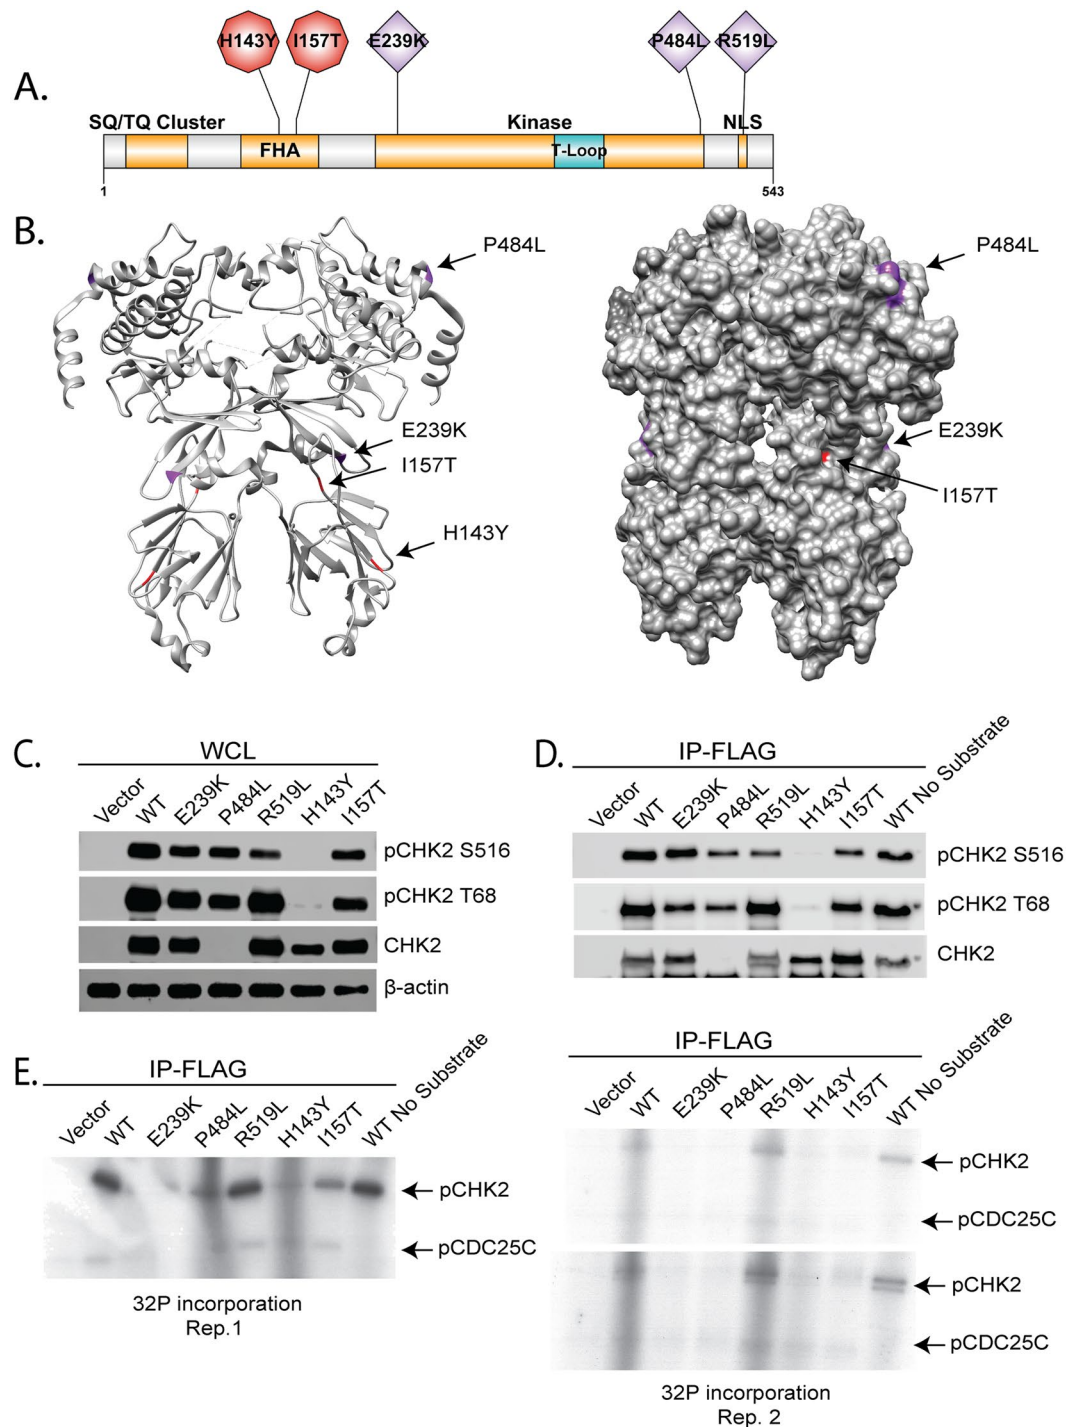 A.
H143Y I157T E239K P484L R519L
SQ/TQ Cluster Kinase NLS
FHA T-Loop
1 543
B.
P484L
E239K
I157T
H143Y
P484L
E239K
I157T
C.
WCL
Vector WT E239K P484L R519L H143Y I157T
pCHK2 S516
pCHK2 T68
CHK2
β-actin
D.
IP-FLAG
Vector WT E239K P484L R519L H143Y I157T WT No Substrate
pCHK2 S516
pCHK2 T68
CHK2
E.
IP-FLAG
Vector WT E239K P484L R519L H143Y I157T WT No Substrate
pCHK2
pCDC25C
32P incorporation
Rep.1
IP-FLAG
Vector WT E239K P484L R519L H143Y I157T WT No Substrate
pCHK2
pCDC25C
pCHK2
pCDC25C
32P incorporation
Rep. 2